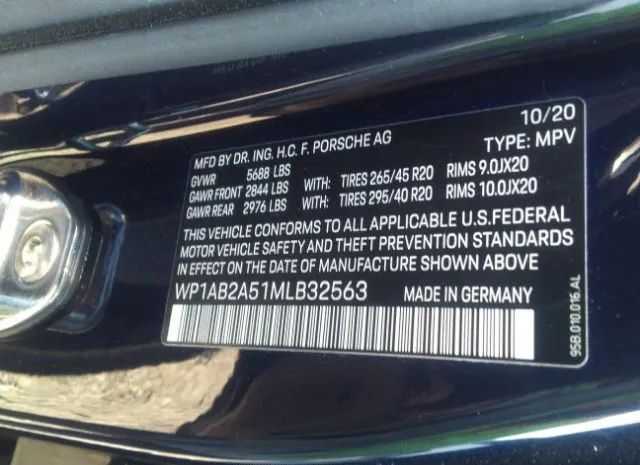 10/20
MFD BY DR. ING. H.C. F. PORSCHE AG TYPE: MPV
GVWR 5688 LBS
GAWR FRONT 2844 LBS WITH: TIRES 265/45 R20 RIMS 9.0JX20
GAWR REAR 2976 LBS WITH: TIRES 295/40 R20 RIMS 10.0JX20
THIS VEHICLE CONFORMS TO ALL APPLICABLE U.S.FEDERAL
MOTOR VEHICLE SAFETY AND THEFT PREVENTION STANDARDS
IN EFFECT ON THE DATE OF MANUFACTURE SHOWN ABOVE
WP1AB2A51MLB32563 MADE IN GERMANY
95B.010.016.AL